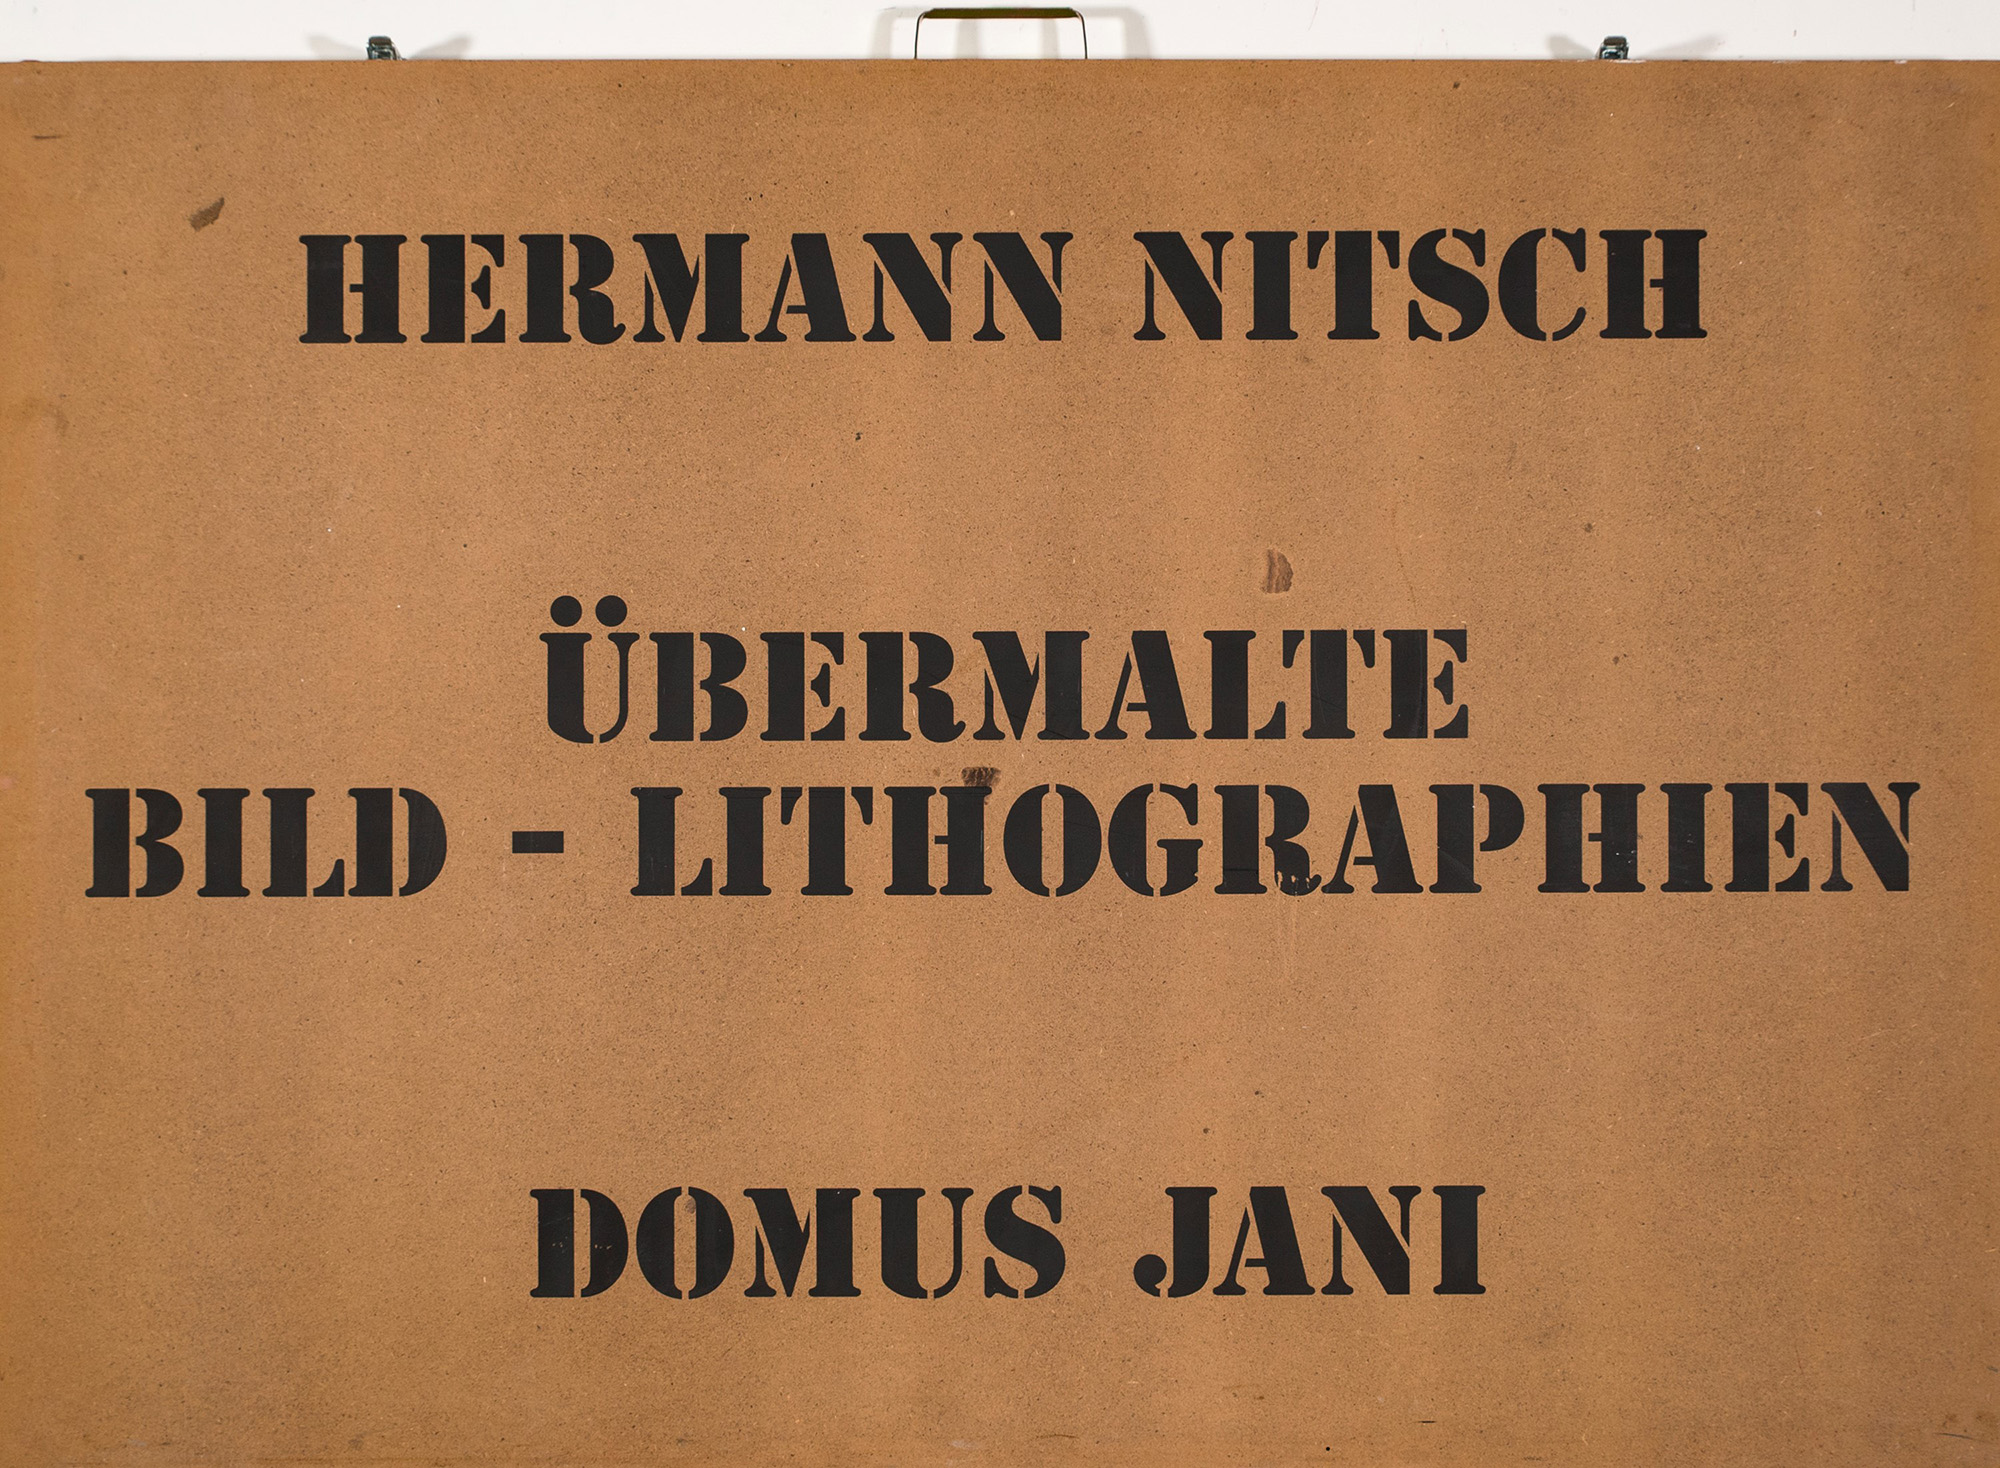 HERMANN NITSCH
ÜBERMALTE
BILD - LITHOGRAPHIEN
DOMUS JANI